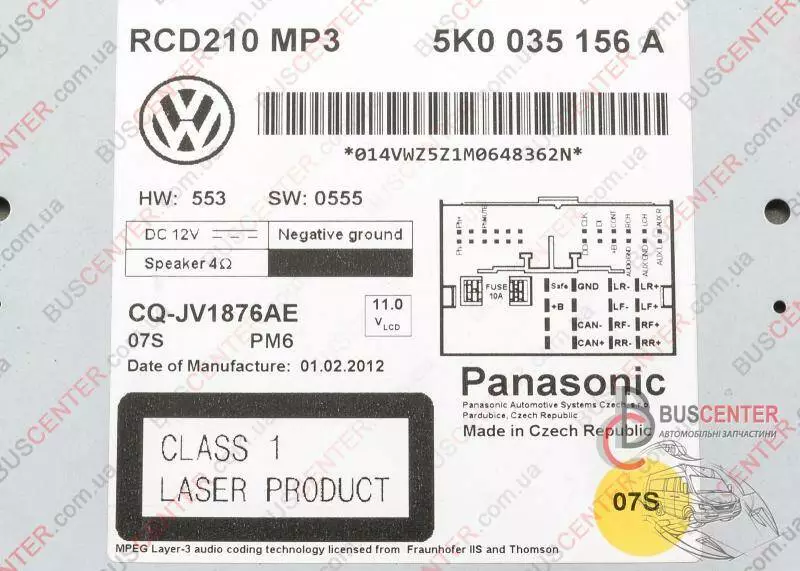 RCD210 MP3 5K0 035 156 A
*014VWZ5Z1M0648362N*
HW: 553 SW: 0555
DC 12V Negative ground
Speaker 4Ω
CQ-JV1876AE
11.0
VLCD
07S PM6
Date of Manufacture: 01.02.2012
FUSE
10A
Safe GND LR- LR+
+B LF- LF+
CAN- RF- RF+
CAN+ RR- RR+
Panasonic
Panasonic Automotive Systems Czech, s.r.o
Pardubice, Czech Republic
Made in Czech Republic
CLASS 1
LASER PRODUCT
MPEG Layer-3 audio coding technology licensed from Fraunhofer IIS and Thomson
07S
BUSCENTER
АВТОМОБІЛЬНІ ЗАПЧАСТИНИ
BUSCENTER.com.ua